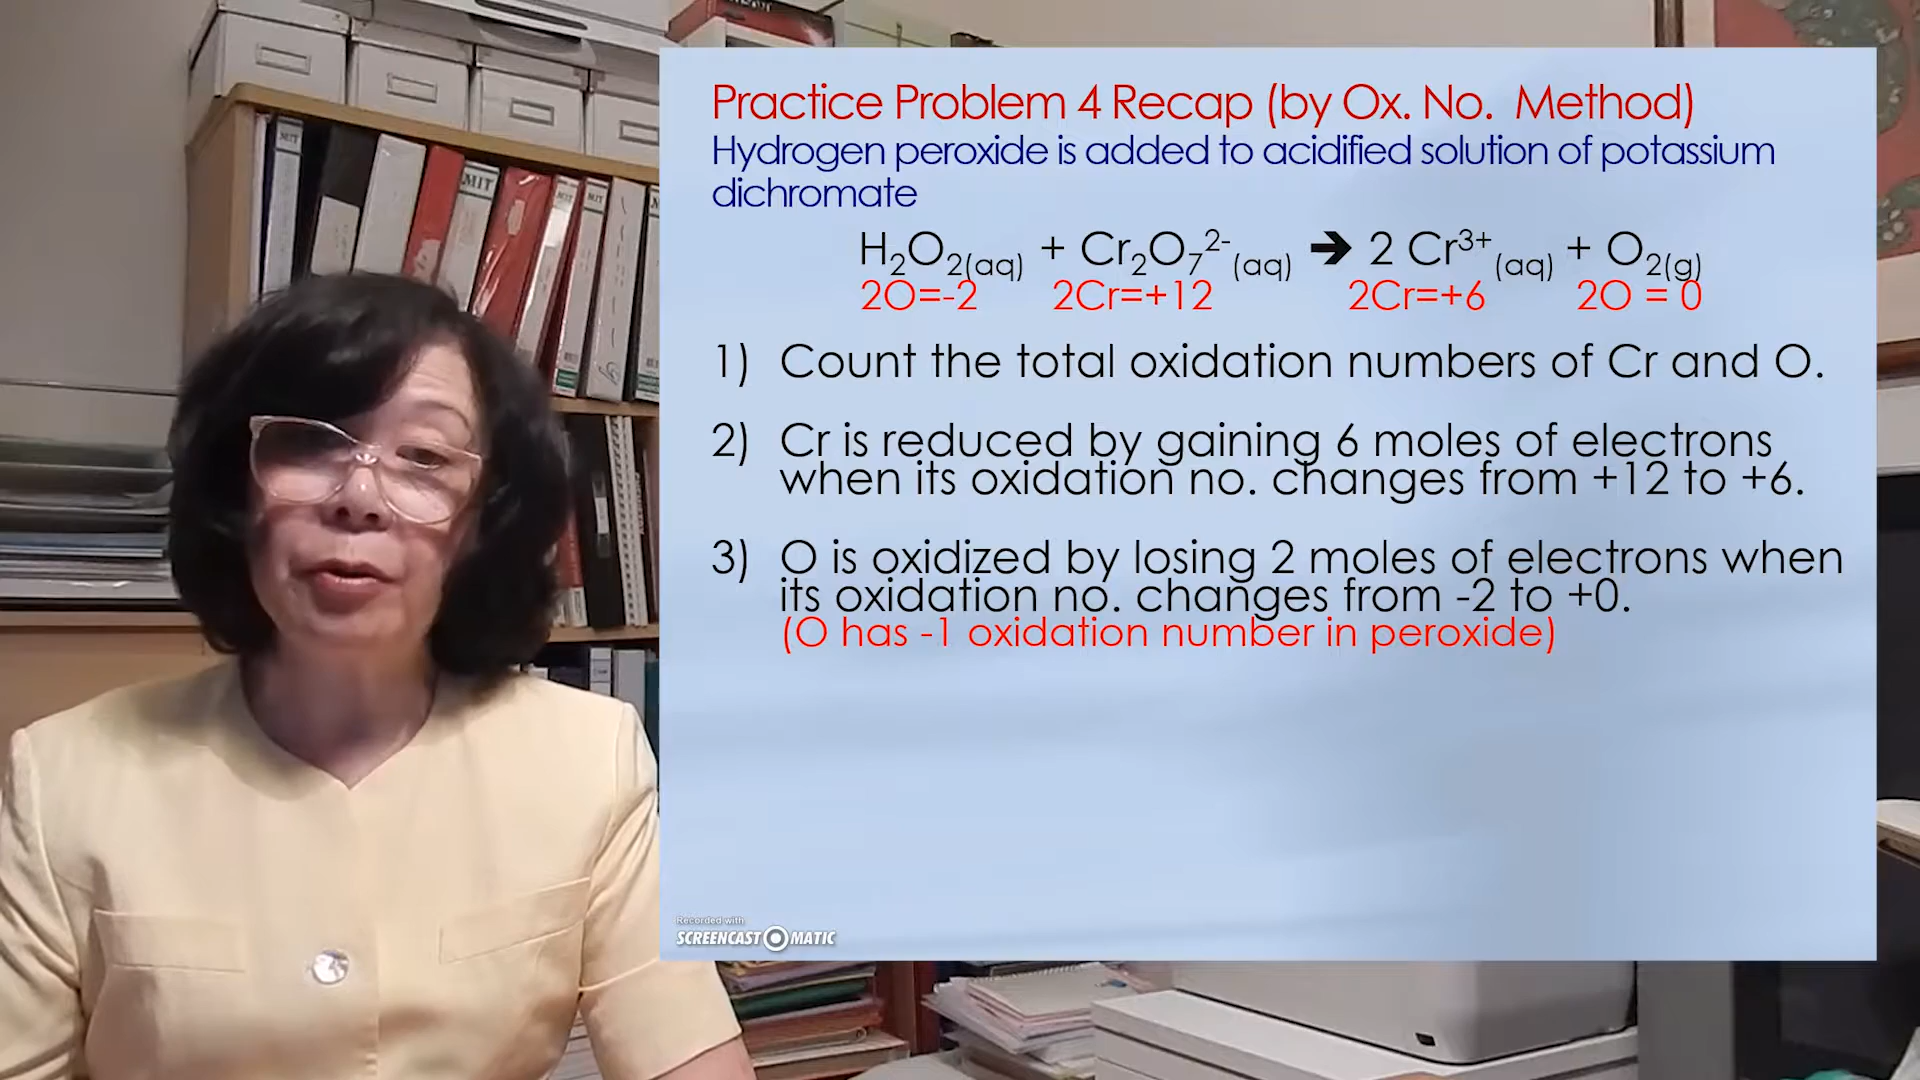 Practice Problem 4 Recap (by Ox. No. Method)
Hydrogen peroxide is added to acidified solution of potassium
dichromate
H₂O₂(aq) + Cr₂O₇²⁻ (aq) → 2 Cr³⁺ (aq) + O₂(g)
2O=-2 2Cr=+12 2Cr=+6 2O = 0
1) Count the total oxidation numbers of Cr and O.
2) Cr is reduced by gaining 6 moles of electrons
when its oxidation no. changes from +12 to +6.
3) O is oxidized by losing 2 moles of electrons when
its oxidation no. changes from -2 to +0.
(O has -1 oxidation number in peroxide)
Recorded with
SCREENCAST O MATIC
MIT
MIT
MIT
MIT